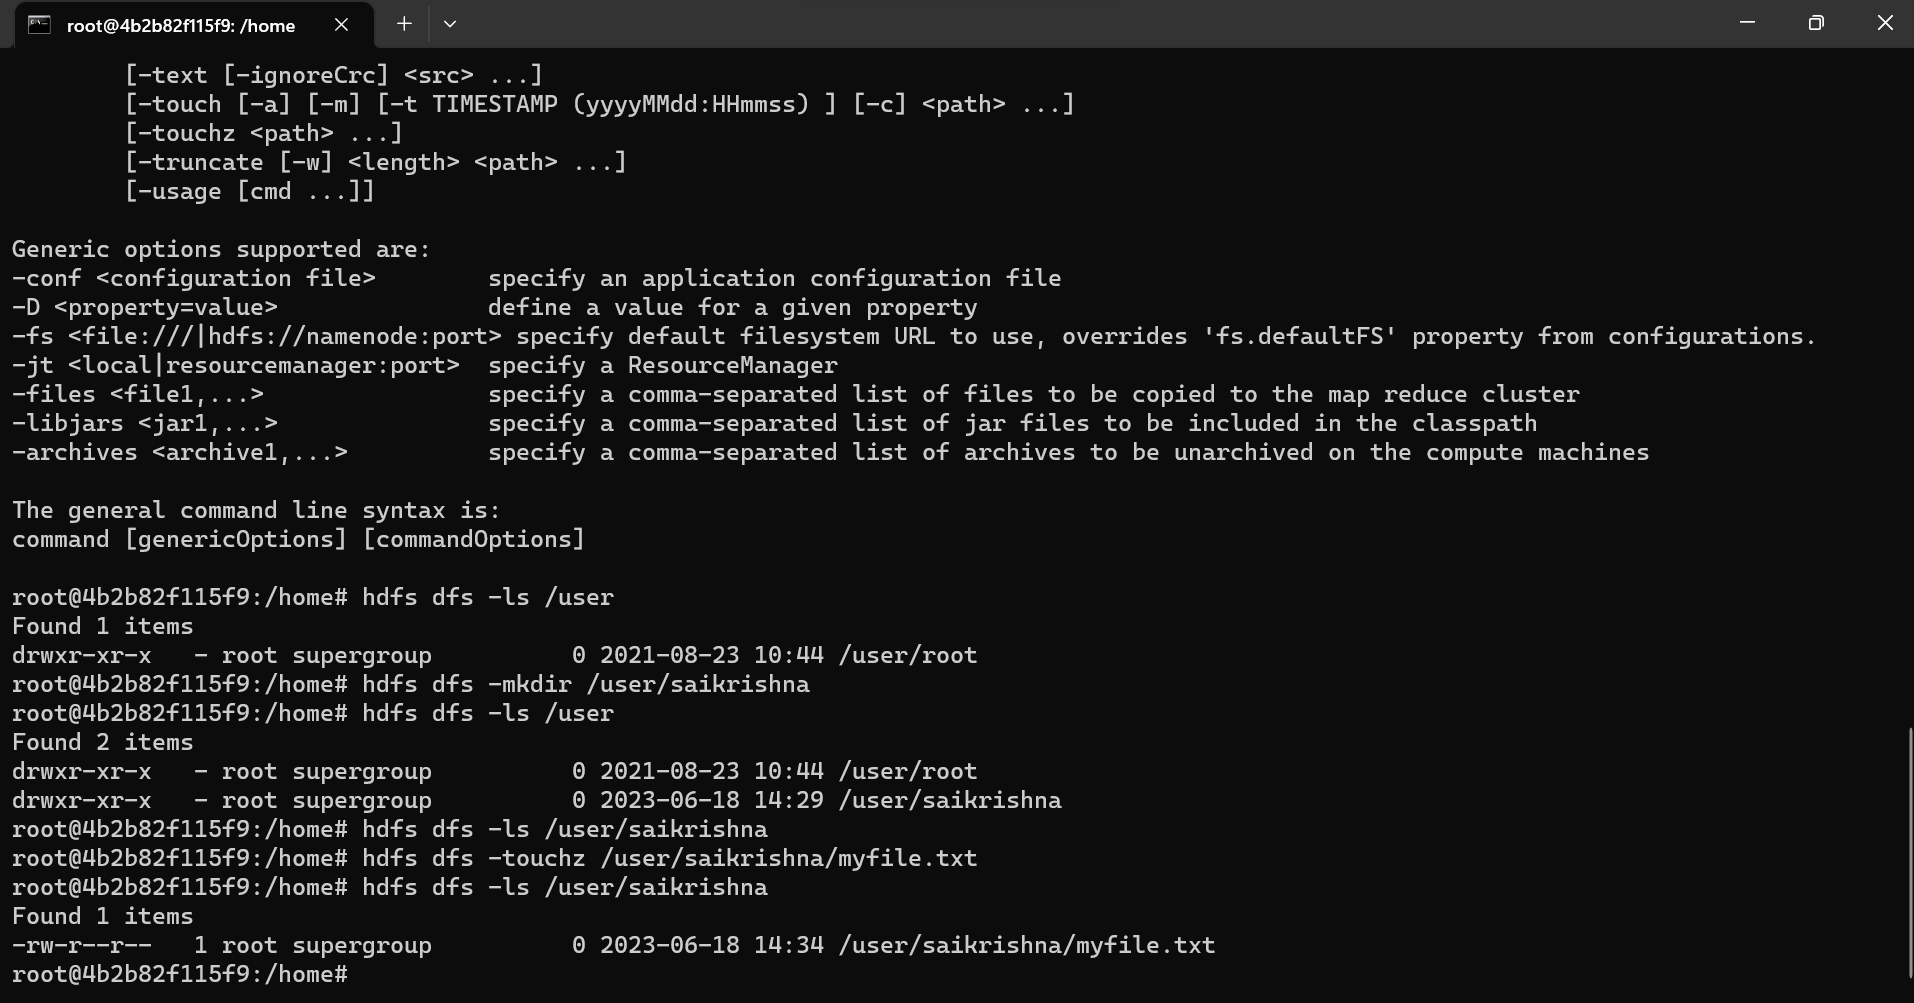 root@4b2b82f115f9: /home
[-text [-ignoreCrc] <src> ...]
[-touch [-a] [-m] [-t TIMESTAMP (yyyyMMdd:HHmmss) ] [-c] <path> ...]
[-touchz <path> ...]
[-truncate [-w] <length> <path> ...]
[-usage [cmd ...]]
Generic options supported are:
-conf <configuration file>        specify an application configuration file
-D <property=value>               define a value for a given property
-fs <file:///|hdfs://namenode:port> specify default filesystem URL to use, overrides 'fs.defaultFS' property from configurations.
-jt <local|resourcemanager:port>  specify a ResourceManager
-files <file1,...>                specify a comma-separated list of files to be copied to the map reduce cluster
-libjars <jar1,...>               specify a comma-separated list of jar files to be included in the classpath
-archives <archive1,...>          specify a comma-separated list of archives to be unarchived on the compute machines
The general command line syntax is:
command [genericOptions] [commandOptions]
root@4b2b82f115f9:/home# hdfs dfs -ls /user
Found 1 items
drwxr-xr-x   - root supergroup          0 2021-08-23 10:44 /user/root
root@4b2b82f115f9:/home# hdfs dfs -mkdir /user/saikrishna
root@4b2b82f115f9:/home# hdfs dfs -ls /user
Found 2 items
drwxr-xr-x   - root supergroup          0 2021-08-23 10:44 /user/root
drwxr-xr-x   - root supergroup          0 2023-06-18 14:29 /user/saikrishna
root@4b2b82f115f9:/home# hdfs dfs -ls /user/saikrishna
root@4b2b82f115f9:/home# hdfs dfs -touchz /user/saikrishna/myfile.txt
root@4b2b82f115f9:/home# hdfs dfs -ls /user/saikrishna
Found 1 items
-rw-r--r--   1 root supergroup          0 2023-06-18 14:34 /user/saikrishna/myfile.txt
root@4b2b82f115f9:/home#